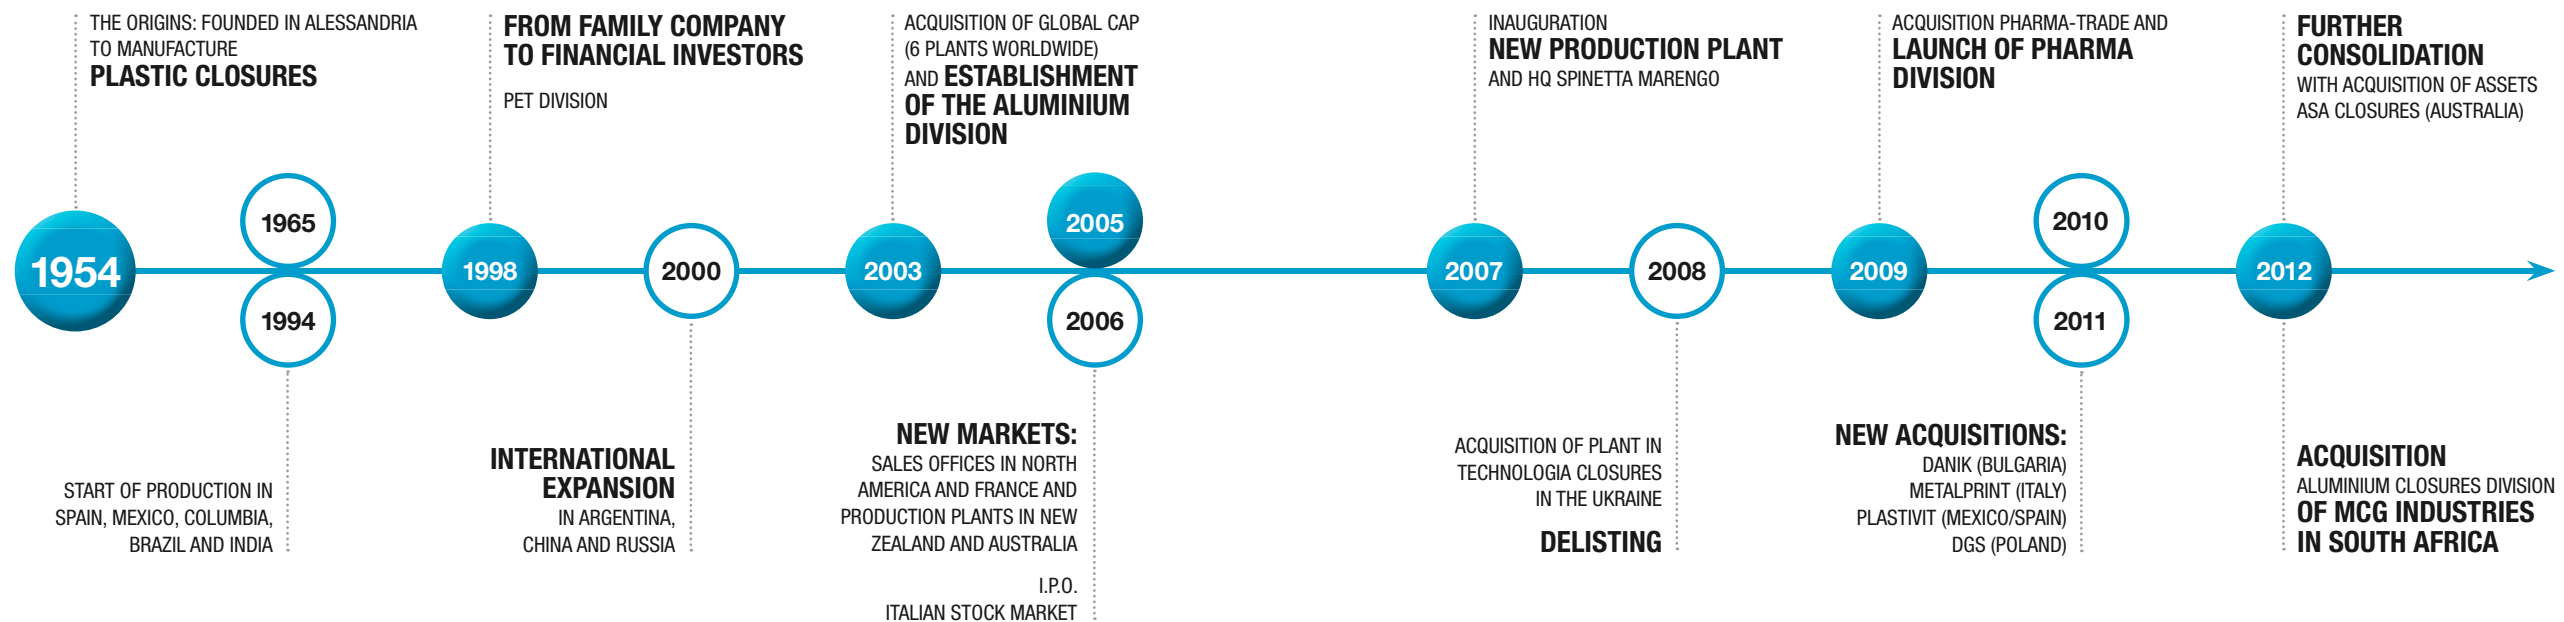 THE ORIGINS: FOUNDED IN ALESSANDRIA
TO MANUFACTURE
PLASTIC CLOSURES
FROM FAMILY COMPANY
TO FINANCIAL INVESTORS
PET DIVISION
ACQUISITION OF GLOBAL CAP
(6 PLANTS WORLDWIDE)
AND ESTABLISHMENT
OF THE ALUMINIUM
DIVISION
INAUGURATION
NEW PRODUCTION PLANT
AND HQ SPINETTA MARENGO
ACQUISITION PHARMA-TRADE AND
LAUNCH OF PHARMA
DIVISION
FURTHER
CONSOLIDATION
WITH ACQUISITION OF ASSETS
ASA CLOSURES (AUSTRALIA)
1954
1965
1994
1998
2000
2003
2005
2006
2007
2008
2009
2010
2011
2012
START OF PRODUCTION IN
SPAIN, MEXICO, COLUMBIA,
BRAZIL AND INDIA
INTERNATIONAL
EXPANSION
IN ARGENTINA,
CHINA AND RUSSIA
NEW MARKETS:
SALES OFFICES IN NORTH
AMERICA AND FRANCE AND
PRODUCTION PLANTS IN NEW
ZEALAND AND AUSTRALIA
I.P.O.
ITALIAN STOCK MARKET
ACQUISITION OF PLANT IN
TECHNOLOGIA CLOSURES
IN THE UKRAINE
DELISTING
NEW ACQUISITIONS:
DANIK (BULGARIA)
METALPRINT (ITALY)
PLASTIVIT (MEXICO/SPAIN)
DGS (POLAND)
ACQUISITION
ALUMINIUM CLOSURES DIVISION
OF MCG INDUSTRIES
IN SOUTH AFRICA